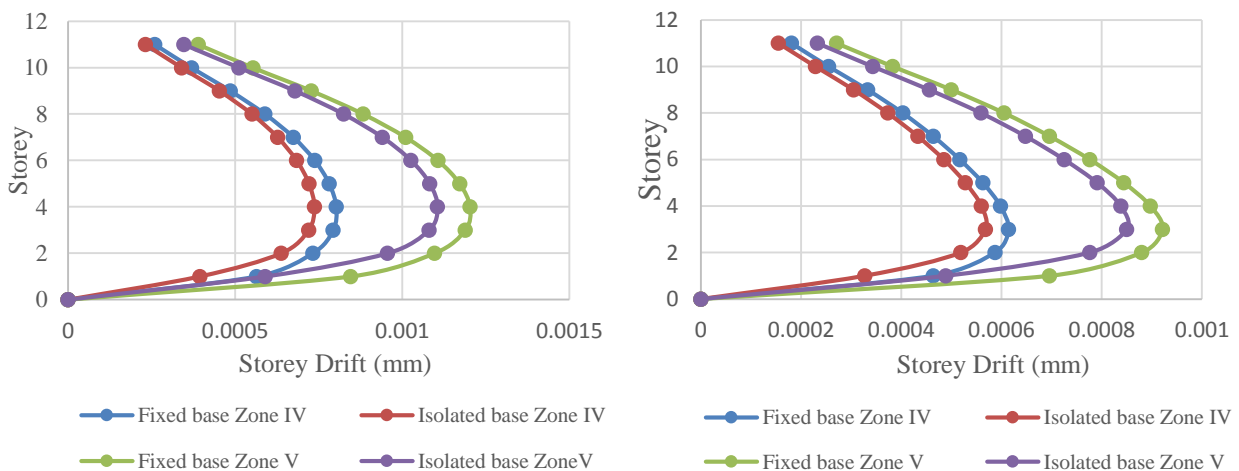 12
10
8
6
4
2
0
Storey
0 0.0005 0.001 0.0015
Storey Drift (mm)
Fixed base Zone IV Isolated base Zone IV
Fixed base Zone V Isolated base ZoneV
12
10
8
6
4
2
0
Storey
0 0.0002 0.0004 0.0006 0.0008 0.001
Storey Drift (mm)
Fixed base Zone IV Isolated base Zone IV
Fixed base Zone V Isolated base Zone V